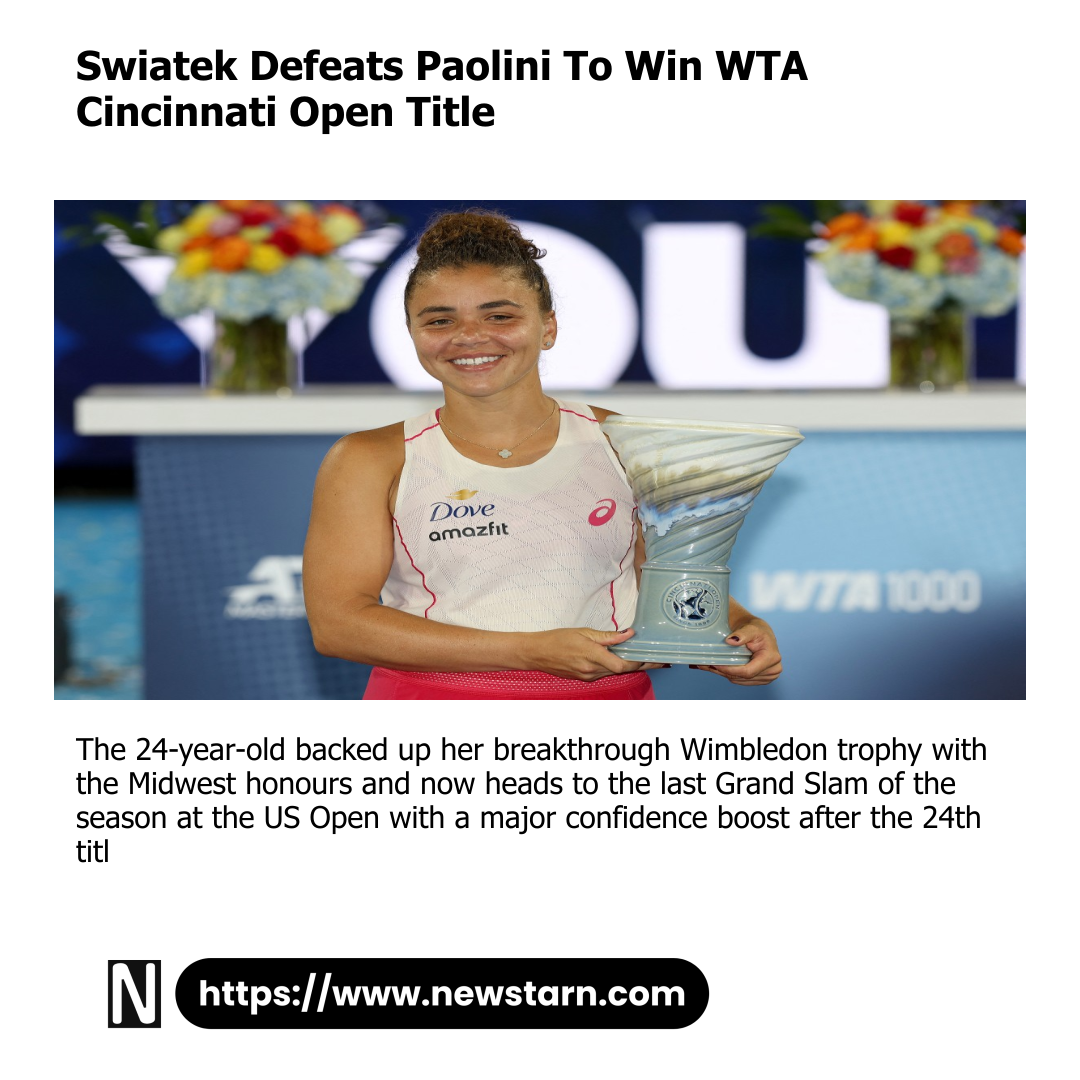 Swiatek Defeats Paolini To Win WTA
Cincinnati Open Title
YOU
Dove
amazfit
WTA 1000
The 24-year-old backed up her breakthrough Wimbledon trophy with
the Midwest honours and now heads to the last Grand Slam of the
season at the US Open with a major confidence boost after the 24th
titl
N
https://www.newstarn.com